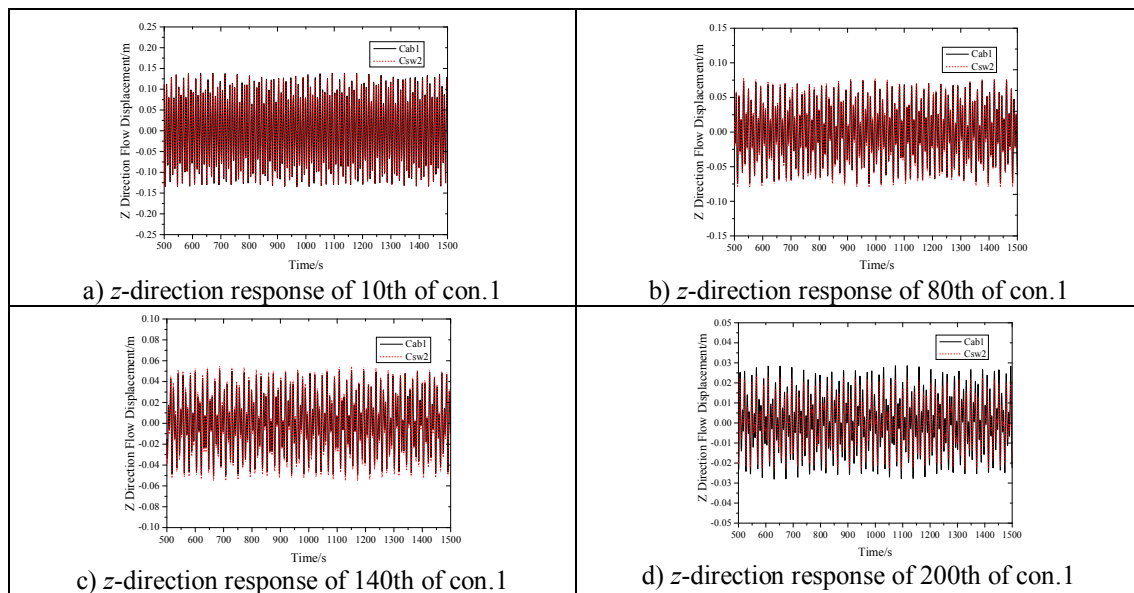 0.25
0.20
0.15
0.10
0.05
0.00
-0.05
-0.10
-0.15
-0.20
-0.25
Z Direction Flow Displacement/m
Cab1
Csw2
500 600 700 800 900 1000 1100 1200 1300 1400 1500
Time/s
a) z-direction response of 10th of con.1
0.15
0.10
0.05
0.00
-0.05
-0.10
-0.15
Z Direction Flow Displacement/m
Cab1
Csw2
500 600 700 800 900 1000 1100 1200 1300 1400 1500
Time/s
b) z-direction response of 80th of con.1
0.10
0.08
0.06
0.04
0.02
0.00
-0.02
-0.04
-0.06
-0.08
-0.10
Z Direction Flow Displacement/m
Cab1
Csw2
500 600 700 800 900 1000 1100 1200 1300 1400 1500
Time/s
c) z-direction response of 140th of con.1
0.05
0.04
0.03
0.02
0.01
0.00
-0.01
-0.02
-0.03
-0.04
-0.05
Z Direction Flow Displacement/m
Cab1
Csw2
500 600 700 800 900 1000 1100 1200 1300 1400 1500
Time/s
d) z-direction response of 200th of con.1